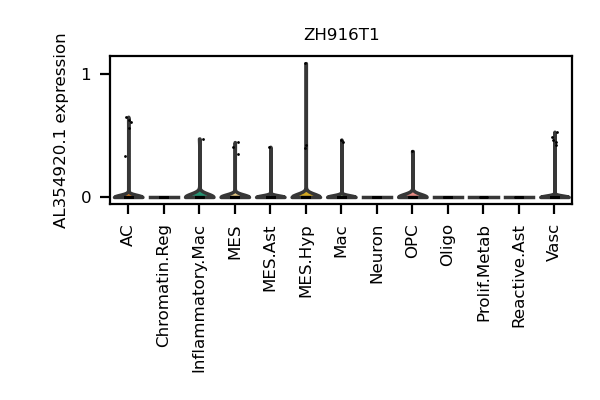 ZH916T1
AL354920.1 expression
1
0
AC
Chromatin.Reg
Inflammatory.Mac
MES
MES.Ast
MES.Hyp
Mac
Neuron
OPC
Oligo
Prolif.Metab
Reactive.Ast
Vasc